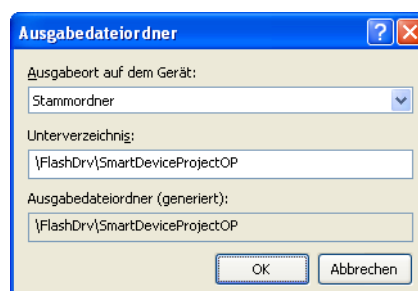 Ausgabedateiordner
Ausgabeort auf dem Gerät:
Stammordner
Unterverzeichnis:
\FlashDrv\SmartDeviceProjectOP
Ausgabedateiordner (generiert):
\FlashDrv\SmartDeviceProjectOP
OK Abbrechen